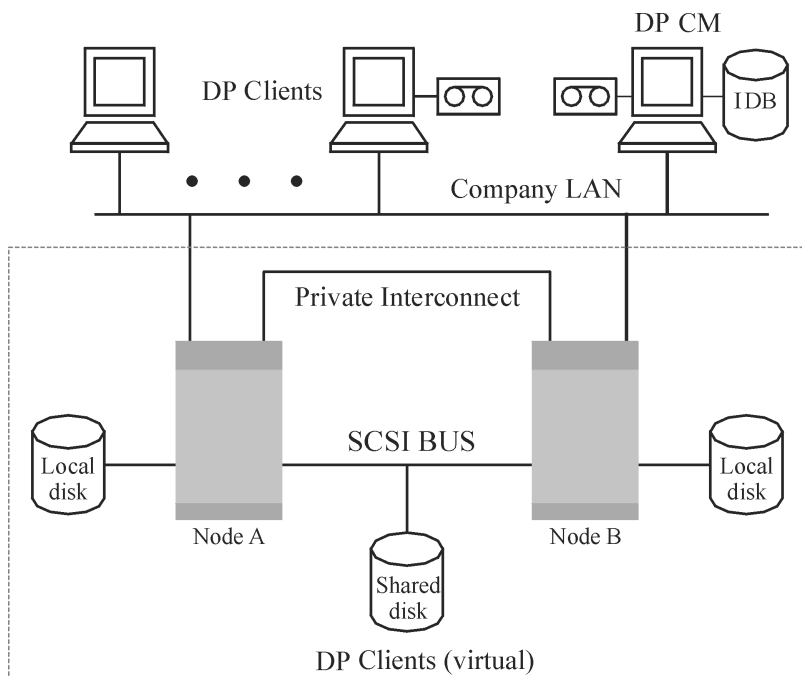 DP CM
DP Clients
IDB
Company LAN
Private Interconnect
SCSI BUS
Local
disk
Local
disk
Node A
Node B
Shared
disk
DP Clients (virtual)